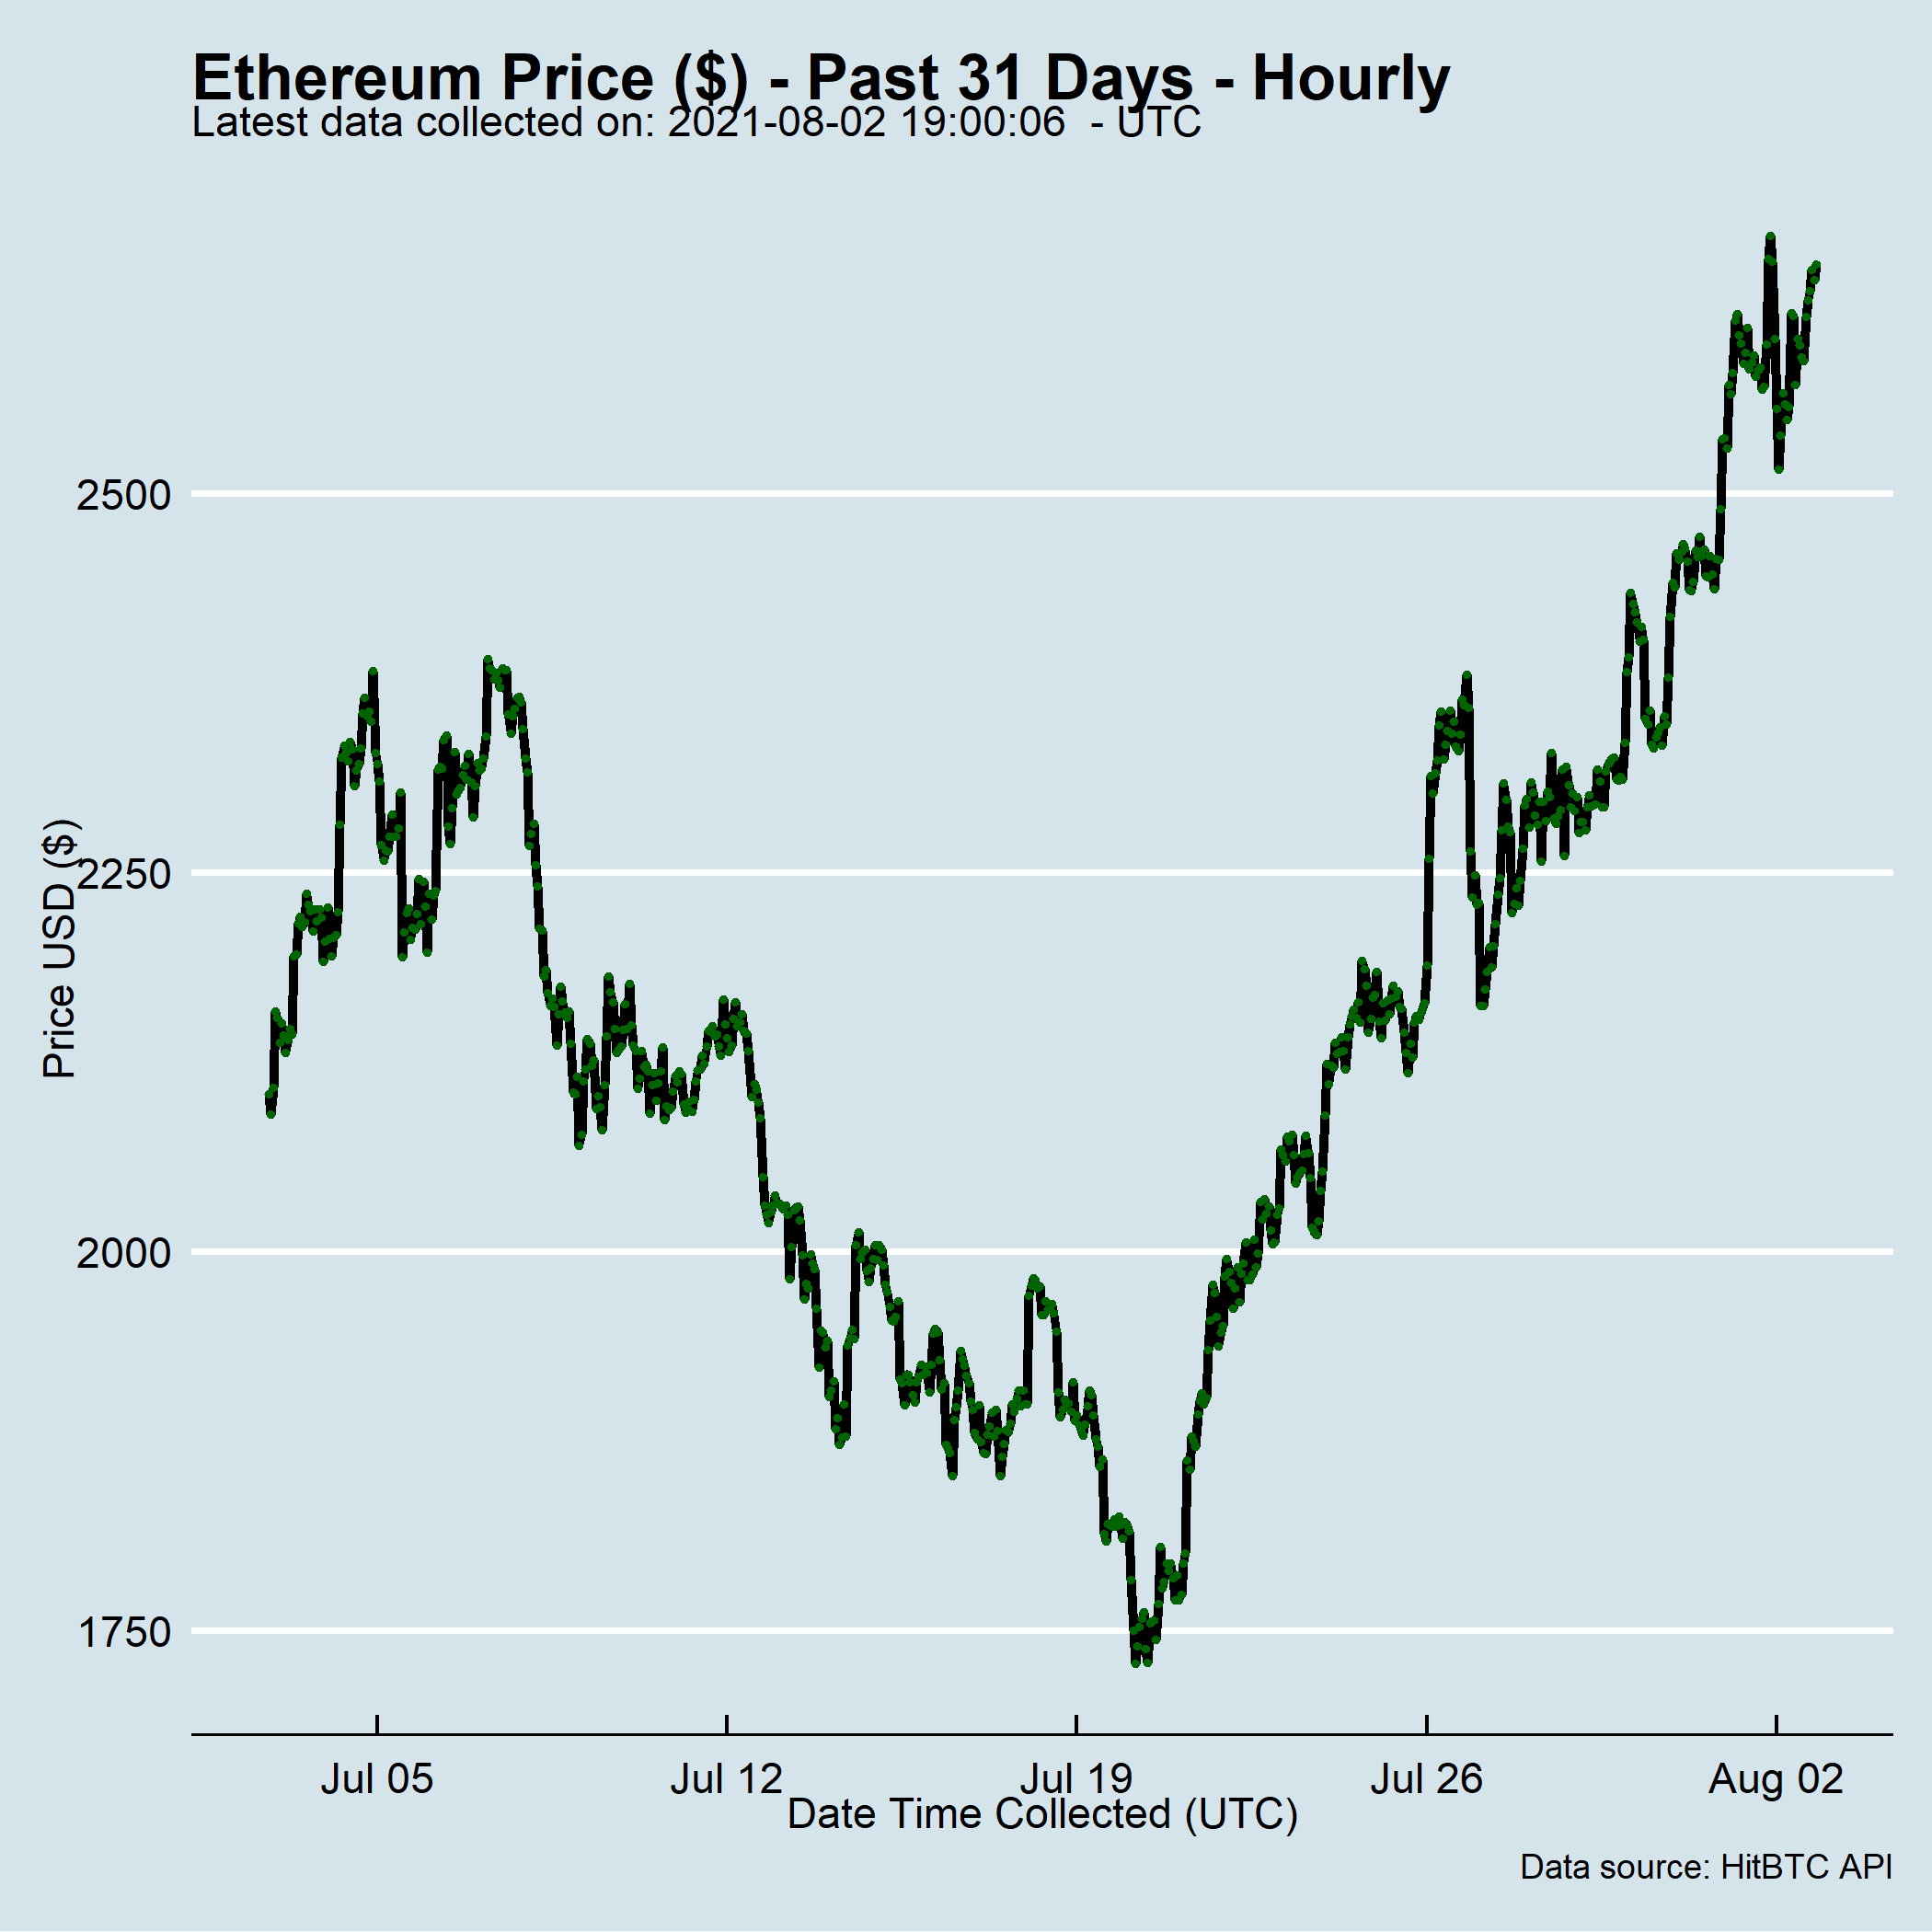 Ethereum Price ($) - Past 31 Days - Hourly
Latest data collected on: 2021-08-02 19:00:06  - UTC
Price USD ($)
2500
2250
2000
1750
Jul 05 Jul 12 Jul 19 Jul 26 Aug 02
Date Time Collected (UTC)
Data source: HitBTC API